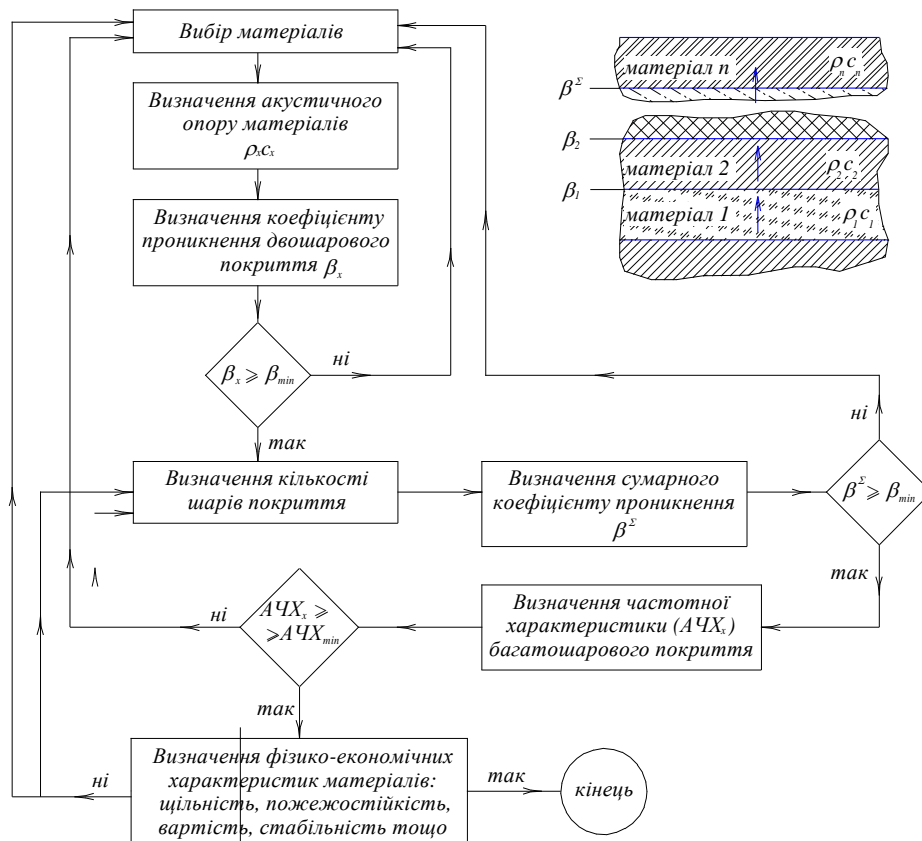 Вибір матеріалів
Визначення акустичного
опору матеріалів
ρₓcₓ
Визначення коефіцієнту
проникнення двошарового
покриття βₓ
βₓ ⩾ βmin
ні
так
Визначення кількості
шарів покриття
Визначення сумарного
коефіцієнту проникнення
β^Σ
β^Σ ⩾ βmin
ні
так
Визначення частотної
характеристики (АЧХₓ)
багатошарового покриття
АЧХₓ ⩾
⩾АЧХmin
ні
так
Визначення фізико-економічних
характеристик матеріалів:
щільність, пожежостійкість,
вартість, стабільність тощо
ні
так
кінець
матеріал n
ρₙcₙ
β^Σ
β₂
матеріал 2
ρ₂c₂
β₁
матеріал 1
ρ₁c₁